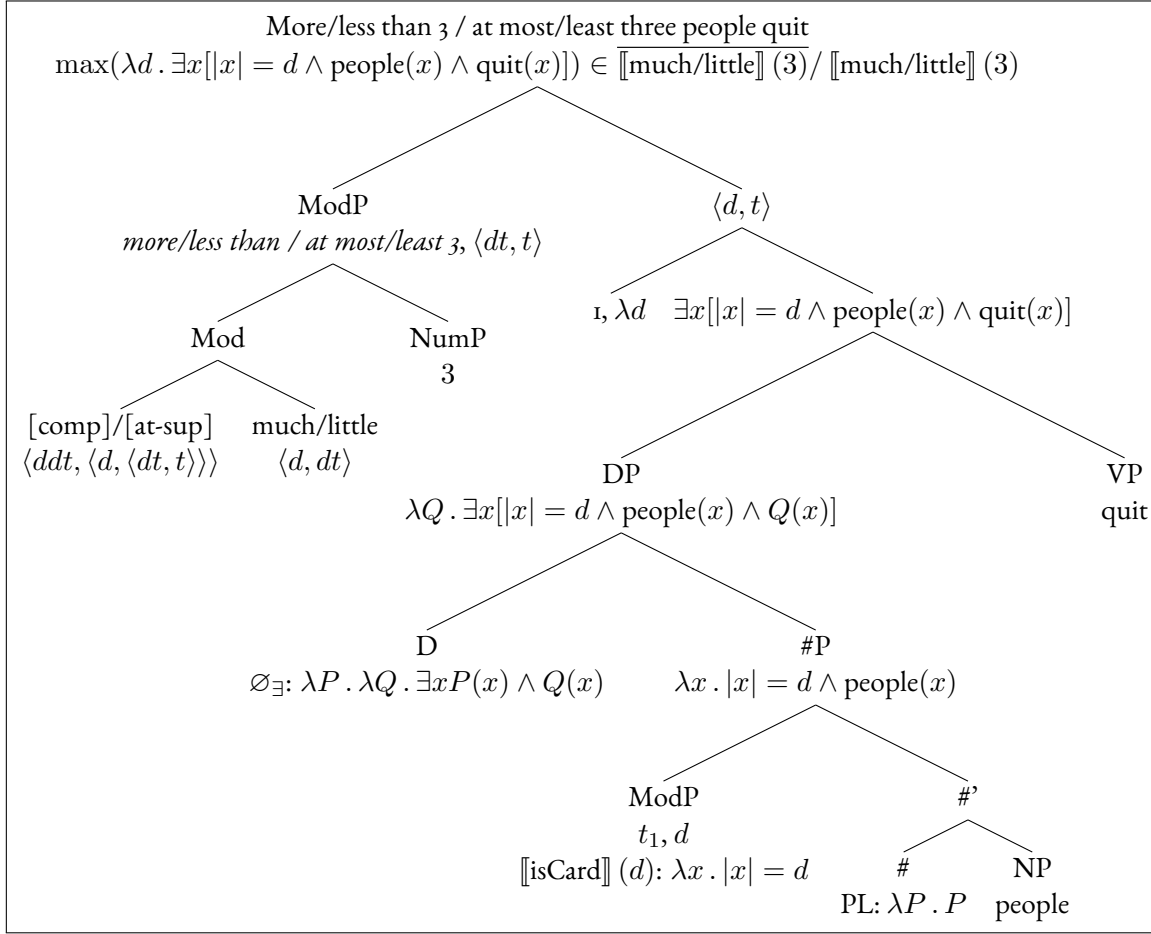 More/less than 3 / at most/least three people quit
max(λd . ∃x[|x| = d ∧ people(x) ∧ quit(x)]) ∈ \overline{⟦much/little⟧ (3)}/ ⟦much/little⟧ (3)
ModP ⟨d, t⟩
more/less than / at most/least 3, ⟨dt, t⟩
1, λd ∃x[|x| = d ∧ people(x) ∧ quit(x)]
Mod NumP
3
[comp]/[at-sup] much/little
⟨ddt, ⟨d, ⟨dt, t⟩⟩⟩ ⟨d, dt⟩
DP VP
λQ . ∃x[|x| = d ∧ people(x) ∧ Q(x)] quit
D #P
∅∃: λP . λQ . ∃xP(x) ∧ Q(x) λx . |x| = d ∧ people(x)
ModP #’
t1, d
⟦isCard⟧ (d): λx . |x| = d # NP
PL: λP . P people